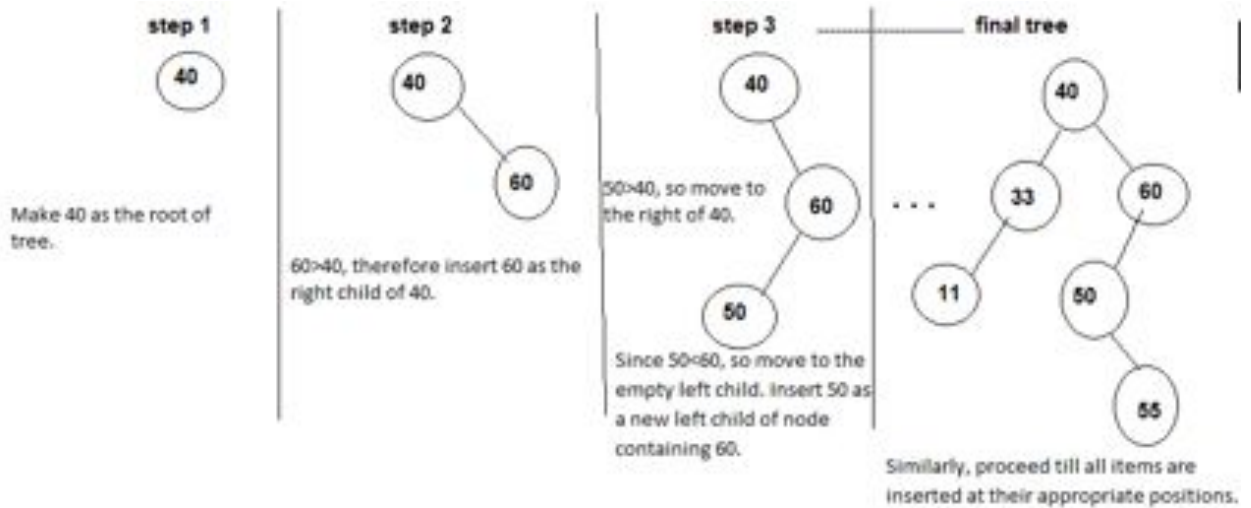 step 1
40
Make 40 as the root of
tree.
step 2
40
60
60>40, therefore insert 60 as the
right child of 40.
step 3
40
50>40, so move to
the right of 40.
60
50
Since 50<60, so move to the
empty left child. Insert 50 as
a new left child of node
containing 60.
final tree
40
. . .
33
60
11
50
55
Similarly, proceed till all items are
inserted at their appropriate positions.